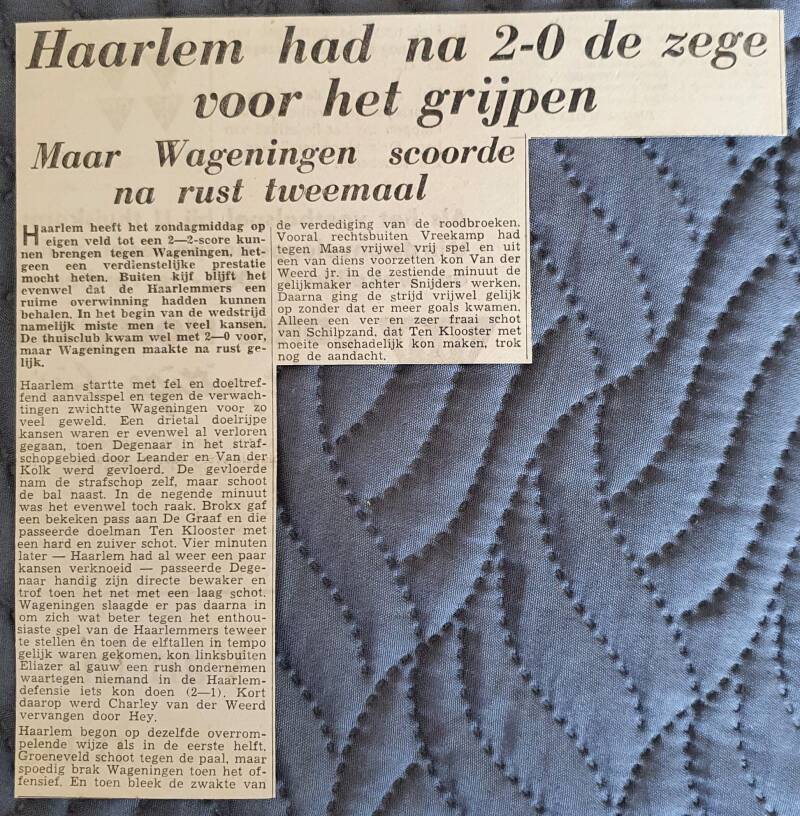 Haarlem had na 2-0 de zege
voor het grijpen
Maar Wageningen scoorde
na rust tweemaal
Haarlem heeft het zondagmiddag op
eigen veld tot een 2—2-score kun-
nen brengen tegen Wageningen, het-
geen een verdienstelijke prestatie
mocht heten. Buiten kijf blijft het
evenwel dat de Haarlemmers een
ruime overwinning hadden kunnen
behalen. In het begin van de wedstrijd
namelijk miste men te veel kansen.
De thuisclub kwam wel met 2—0 voor,
maar Wageningen maakte na rust ge-
lijk.
Haarlem startte met fel en doeltref-
fend aanvalsspel en tegen de verwach-
tingen zwichtte Wageningen voor zo
veel geweld. Een drietal doelrijpe
kansen waren er evenwel al verloren
gegaan, toen Degenaar in het straf-
schopgebied door Leander en Van der
Kolk werd gevloerd. De gevloerde
nam de strafschop zelf, maar schoot
de bal naast. In de negende minuut
was het evenwel toch raak. Brokx gaf
een bekeken pass aan De Graaf en die
passeerde doelman Ten Klooster met
een hard en zuiver schot. Vier minuten
later — Haarlem had al weer een paar
kansen verknoeid — passeerde Dege-
naar handig zijn directe bewaker en
trof toen het net met een laag schot.
Wageningen slaagde er pas daarna in
om zich wat beter tegen het enthou-
siaste spel van de Haarlemmers teweer
te stellen èn toen de elftallen in tempo
gelijk waren gekomen, kon linksbuiten
Eliazer al gauw een rush ondernemen
waartegen niemand in de Haarlem-
defensie iets kon doen (2—1). Kort
daarop werd Charley van der Weerd
vervangen door Hey.
Haarlem begon op dezelfde overrom-
pelende wijze als in de eerste helft.
Groeneveld schoot tegen de paal, maar
spoedig brak Wageningen toen het of-
fensief. En toen bleek de zwakte van
de verdediging van de roodbroeken.
Vooral rechtsbuiten Vreekamp had
tegen Maas vrijwel vrij spel en uit
een van diens voorzetten kon Van der
Weerd jr. in de zestiende minuut de
gelijkmaker achter Snijders werken.
Daarna ging de strijd vrijwel gelijk
op zonder dat er meer goals kwamen.
Alleen een ver en zeer fraai schot
van Schilpzand, dat Ten Klooster met
moeite onschadelijk kon maken, trok
nog de aandacht.